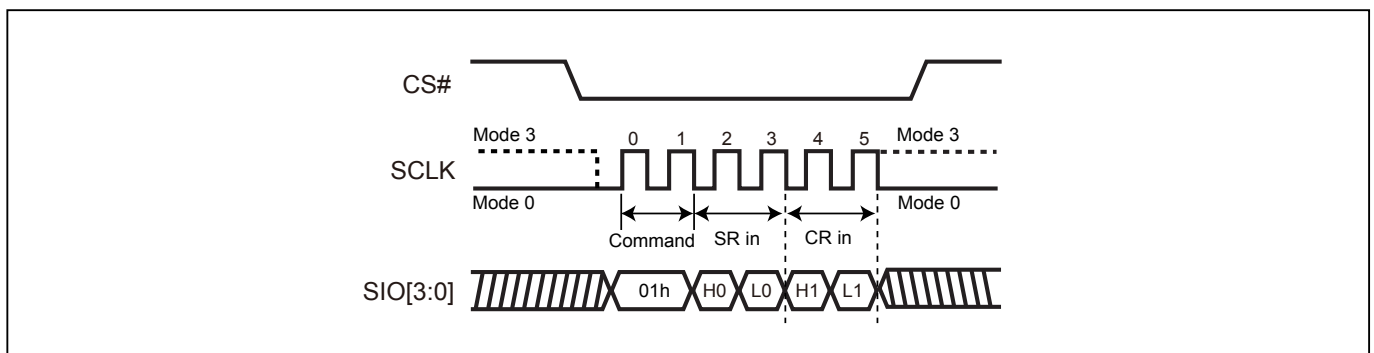 CS#
Mode 3 0 1 2 3 4 5 Mode 3
SCLK
Mode 0 Mode 0
Command SR in CR in
SIO[3:0] 01h H0 L0 H1 L1